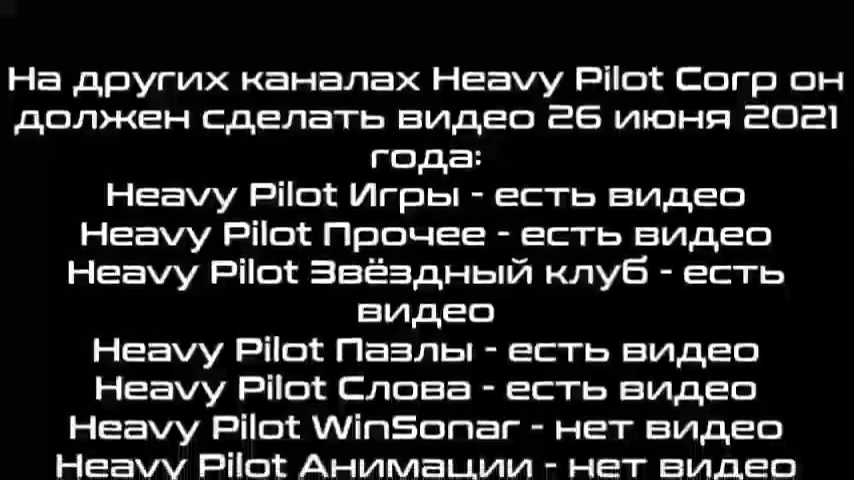 На других каналах Heavy Pilot Corp он
должен сделать видео 26 июня 2021
года:
Heavy Pilot Игры - есть видео
Heavy Pilot Прочее - есть видео
Heavy Pilot Звёздный клуб - есть
видео
Heavy Pilot Пазлы - есть видео
Heavy Pilot Слова - есть видео
Heavy Pilot WinSonar - нет видео
Heavy Pilot Анимации - нет видео